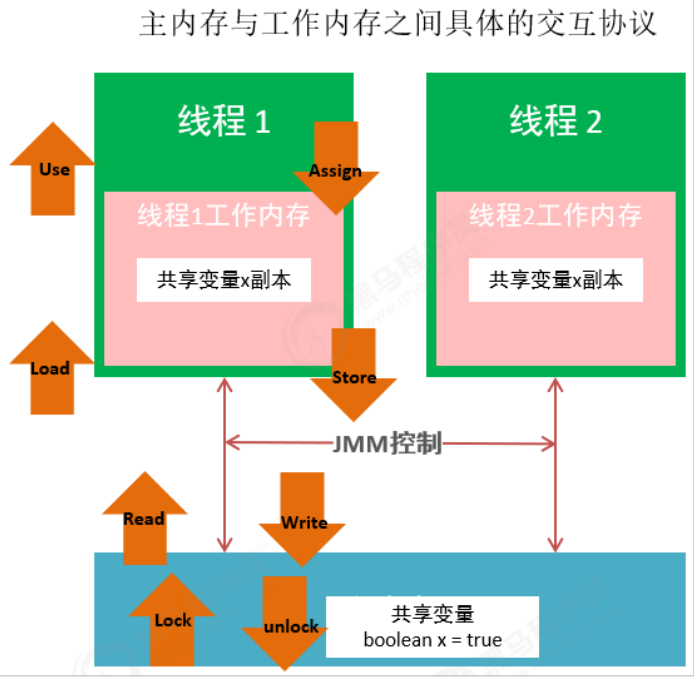 主内存与工作内存之间具体的交互协议
线程 1
线程 2
Use
Assign
线程1工作内存
线程2工作内存
共享变量x副本
共享变量x副本
Load
Store
JMM控制
Read
Write
Lock
unlock
共享变量
boolean x = true